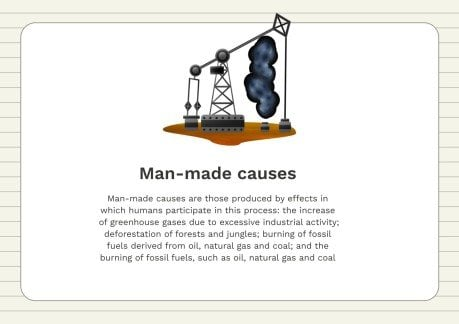 Man-made causes
Man-made causes are those produced by effects in
which humans participate in this process: the increase
of greenhouse gases due to excessive industrial activity;
deforestation of forests and jungles; burning of fossil
fuels derived from oil, natural gas and coal; and the
burning of fossil fuels, such as oil, natural gas and coal